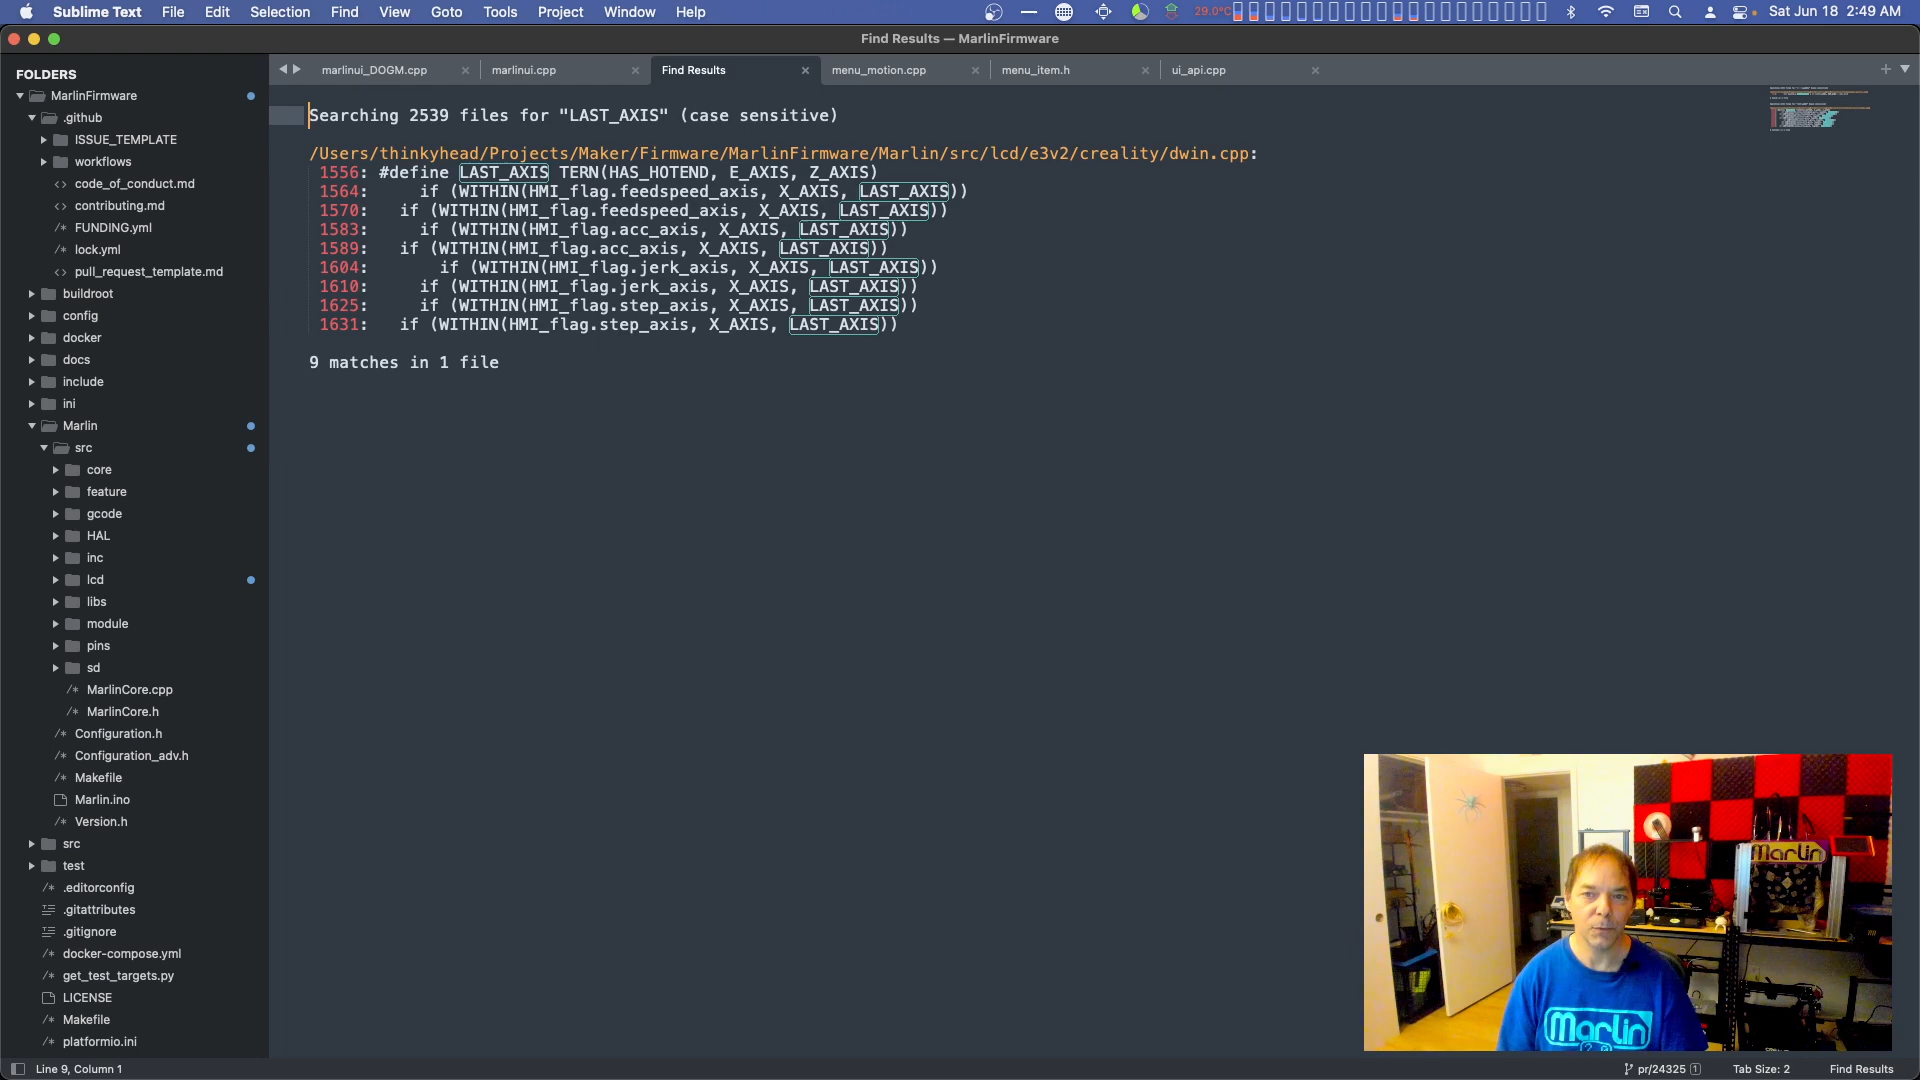 Sublime Text File Edit Selection Find View Goto Tools Project Window Help 29.0°C Sat Jun 18 2:49 AM
Find Results — MarlinFirmware
FOLDERS
MarlinFirmware
.github
ISSUE_TEMPLATE
workflows
code_of_conduct.md
contributing.md
FUNDING.yml
lock.yml
pull_request_template.md
buildroot
config
docker
docs
include
ini
Marlin
src
core
feature
gcode
HAL
inc
lcd
libs
module
pins
sd
MarlinCore.cpp
MarlinCore.h
Configuration.h
Configuration_adv.h
Makefile
Marlin.ino
Version.h
src
test
.editorconfig
.gitattributes
.gitignore
docker-compose.yml
get_test_targets.py
LICENSE
Makefile
platformio.ini
marlinui_DOGM.cpp marlinui.cpp Find Results menu_motion.cpp menu_item.h ui_api.cpp
Searching 2539 files for "LAST_AXIS" (case sensitive)
/Users/thinkyhead/Projects/Maker/Firmware/MarlinFirmware/Marlin/src/lcd/e3v2/creality/dwin.cpp:
1556: #define LAST_AXIS TERN(HAS_HOTEND, E_AXIS, Z_AXIS)
1564: if (WITHIN(HMI_flag.feedspeed_axis, X_AXIS, LAST_AXIS))
1570: if (WITHIN(HMI_flag.feedspeed_axis, X_AXIS, LAST_AXIS))
1583: if (WITHIN(HMI_flag.acc_axis, X_AXIS, LAST_AXIS))
1589: if (WITHIN(HMI_flag.acc_axis, X_AXIS, LAST_AXIS))
1604: if (WITHIN(HMI_flag.jerk_axis, X_AXIS, LAST_AXIS))
1610: if (WITHIN(HMI_flag.jerk_axis, X_AXIS, LAST_AXIS))
1625: if (WITHIN(HMI_flag.step_axis, X_AXIS, LAST_AXIS))
1631: if (WITHIN(HMI_flag.step_axis, X_AXIS, LAST_AXIS))
9 matches in 1 file
Marlin
Marlin
Line 9, Column 1 pr/24325 1 Tab Size: 2 Find Results